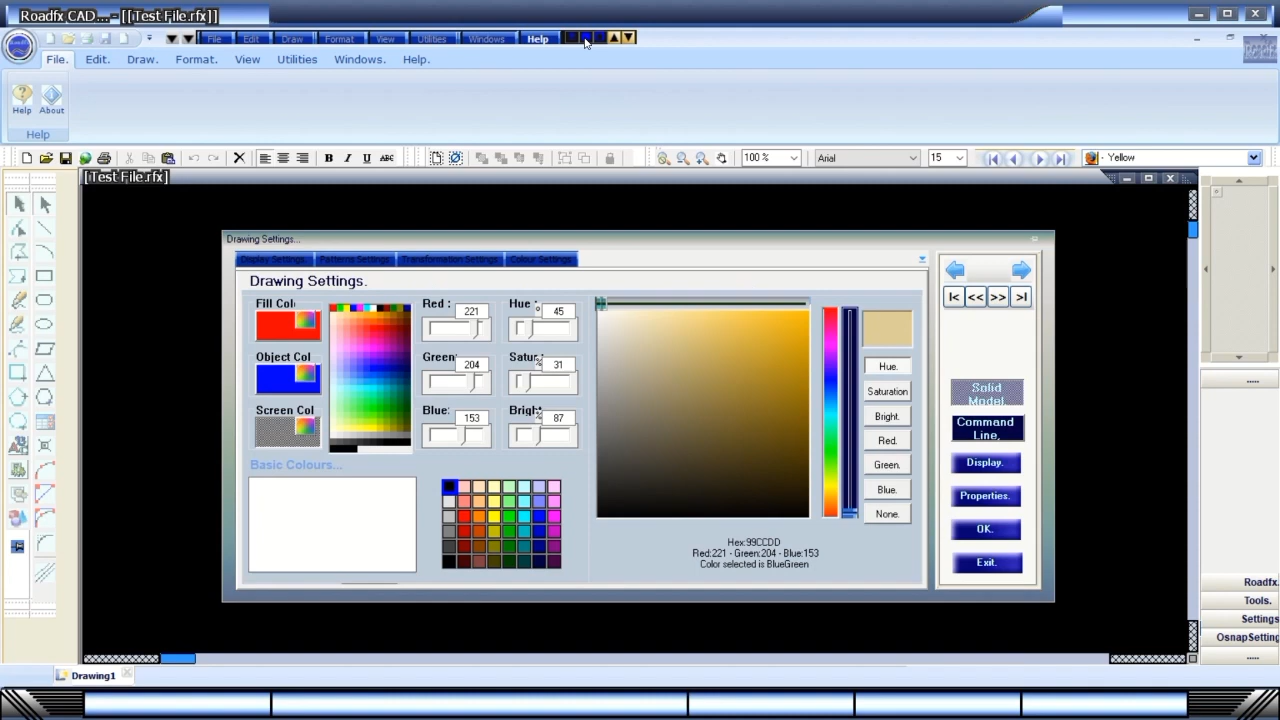 Roadfx CAD... - [[Test File.rfx]]
File Edit Draw Format View Utilities Windows Help
File. Edit. Draw. Format. View Utilities Windows. Help.
Help About
Help
B I U ABC 100 % Arial 15 - Yellow
[Test File.rfx]
Drawing Settings...
Display Settings. Patterns Settings. Transformation Settings. Colour Settings.
Drawing Settings.
Fill Col
Red : 221
Hue : ° 45
Object Col
Green: 204
Satur.: % 31
Screen Col
Blue: 153
Bright % 87
Basic Colours...
Hue.
Saturation
Bright.
Red.
Green.
Blue.
None.
Hex:99CCDD
Red:221 - Green:204 - Blue:153
Color selected is BlueGreen
|< << >> >|
Solid
Model.
Command
Line,
Display.
Properties.
OK.
Exit.
.....
Roadfx.
Tools.
Settings
OsnapSetting
.....
Drawing1